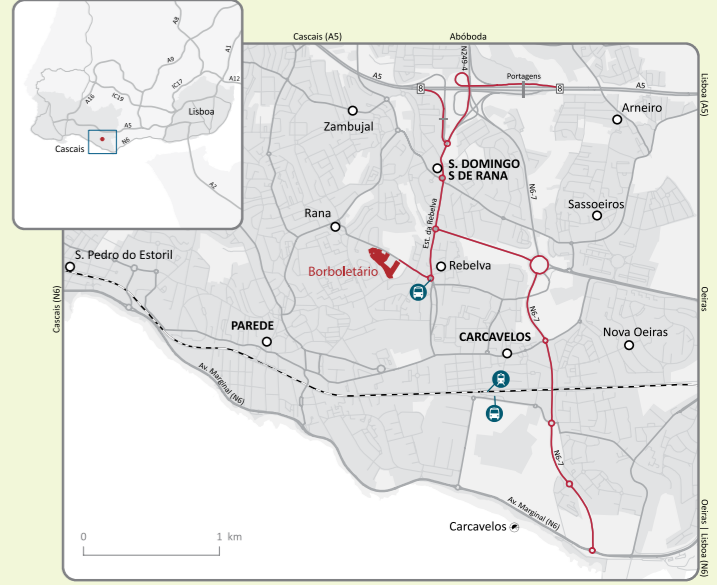 Cascais (A5)
Abóboda
A8
A1
A9
IC17
A12
A16
IC19
Lisboa
A5
N6
Cascais
A2
N249-4
A5
8
Portagens
8
A5
Lisboa (A5)
Zambujal
Arneiro
S. DOMINGO
S DE RANA
N6-7
Sassoeiros
Rana
Est. da Rebelva
S. Pedro do Estoril
Borboletário
Rebelva
Oeiras
Cascais (N6)
N6-7
PAREDE
CARCAVELOS
Nova Oeiras
Av. Marginal (N6)
N6-7
Av. Marginal (N6)
Carcavelos
0 1 km
Oeiras | Lisboa (N6)